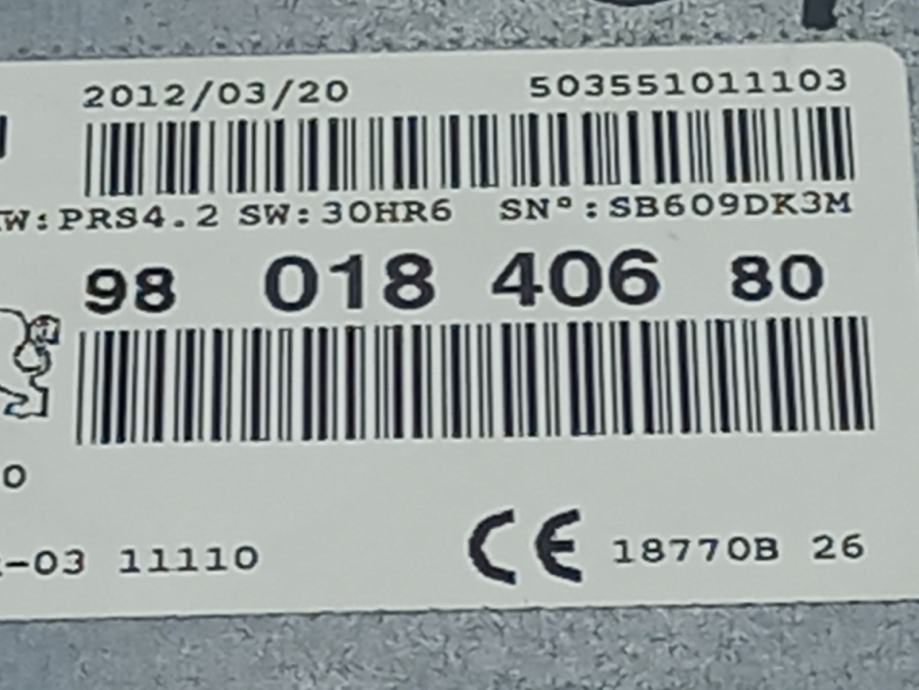 2012/03/20 503551011103
W:PRS4.2 SW:30HR6 SN°:SB609DK3M
98 018 406 80
0
-03 11110
CE 18770B 26